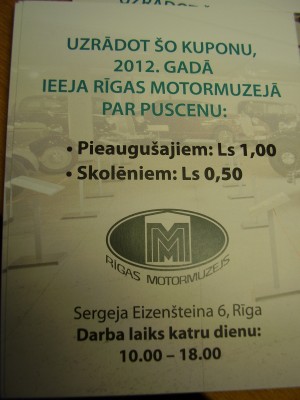 UZRĀDOT ŠO KUPONU,
2012. GADĀ
IEEJA RĪGAS MOTORMUZEJĀ
PAR PUSCENU:
• Pieaugušajiem: Ls 1,00
• Skolēniem: Ls 0,50
M
RĪGAS MOTORMUZEJS
Sergeja Eizenšteina 6, Rīga
Darba laiks katru dienu:
10.00 – 18.00